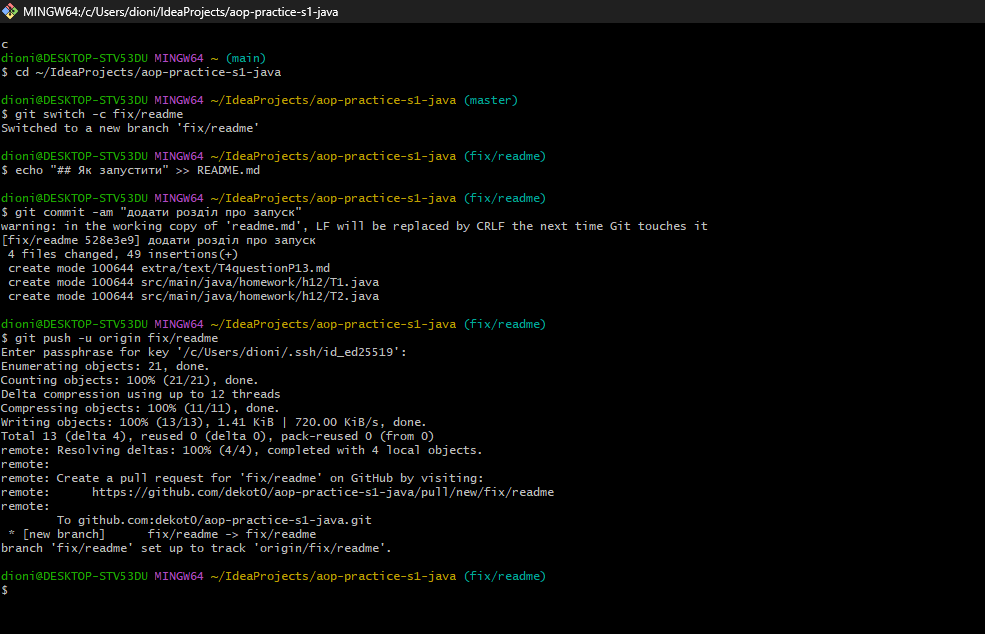 MINGW64:/c/Users/dioni/IdeaProjects/aop-practice-s1-java
c
dioni@DESKTOP-STV53DU MINGW64 ~ (main)
$ cd ~/IdeaProjects/aop-practice-s1-java
dioni@DESKTOP-STV53DU MINGW64 ~/IdeaProjects/aop-practice-s1-java (master)
$ git switch -c fix/readme
Switched to a new branch 'fix/readme'
dioni@DESKTOP-STV53DU MINGW64 ~/IdeaProjects/aop-practice-s1-java (fix/readme)
$ echo "## Як запустити" >> README.md
dioni@DESKTOP-STV53DU MINGW64 ~/IdeaProjects/aop-practice-s1-java (fix/readme)
$ git commit -am "додати розділ про запуск"
warning: in the working copy of 'readme.md', LF will be replaced by CRLF the next time Git touches it
[fix/readme 528e3e9] додати розділ про запуск
 4 files changed, 49 insertions(+)
 create mode 100644 extra/text/T4questionP13.md
 create mode 100644 src/main/java/homework/h12/T1.java
 create mode 100644 src/main/java/homework/h12/T2.java
dioni@DESKTOP-STV53DU MINGW64 ~/IdeaProjects/aop-practice-s1-java (fix/readme)
$ git push -u origin fix/readme
Enter passphrase for key '/c/Users/dioni/.ssh/id_ed25519':
Enumerating objects: 21, done.
Counting objects: 100% (21/21), done.
Delta compression using up to 12 threads
Compressing objects: 100% (11/11), done.
Writing objects: 100% (13/13), 1.41 KiB | 720.00 KiB/s, done.
Total 13 (delta 4), reused 0 (delta 0), pack-reused 0 (from 0)
remote: Resolving deltas: 100% (4/4), completed with 4 local objects.
remote:
remote: Create a pull request for 'fix/readme' on GitHub by visiting:
remote:      https://github.com/dekot0/aop-practice-s1-java/pull/new/fix/readme
remote:
        To github.com:dekot0/aop-practice-s1-java.git
 * [new branch]      fix/readme -> fix/readme
branch 'fix/readme' set up to track 'origin/fix/readme'.
dioni@DESKTOP-STV53DU MINGW64 ~/IdeaProjects/aop-practice-s1-java (fix/readme)
$